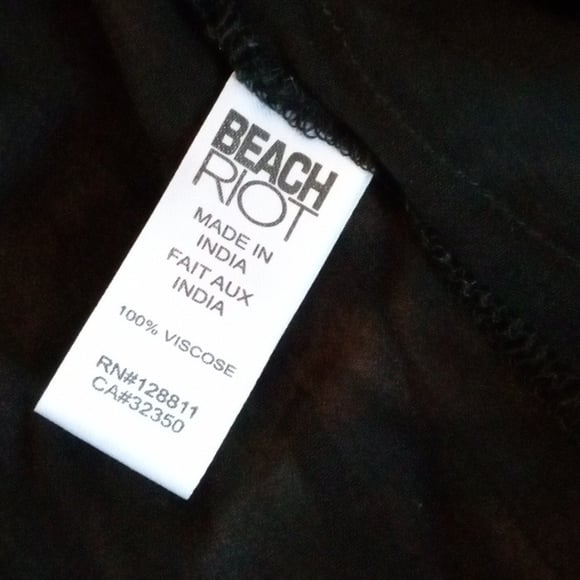 BEACH
RIOT
MADE IN
INDIA
FAIT AUX
INDIA
100% VISCOSE
RN#128811
CA#32350